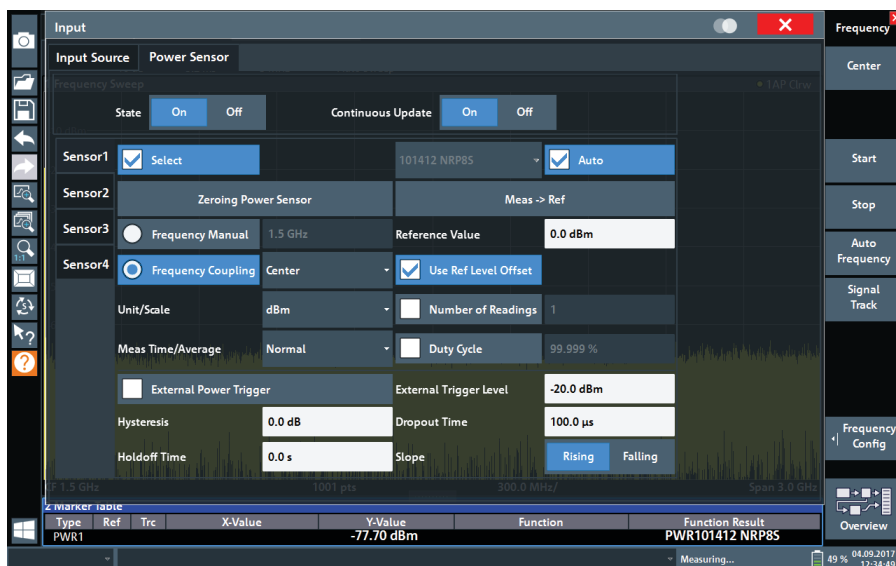 Input
Frequency
Input Source Power Sensor
Center
Frequency Sweep 1AP Clrw
State On Off Continuous Update On Off
Sensor1 Select 101412 NRP8S Auto
Start
Sensor2 Zeroing Power Sensor Meas -> Ref
Stop
Sensor3 Frequency Manual 1.5 GHz Reference Value 0.0 dBm
Auto
Frequency
Sensor4 Frequency Coupling Center Use Ref Level Offset
Signal
Track
Unit/Scale dBm Number of Readings 1
Meas Time/Average Normal Duty Cycle 99.999 %
External Power Trigger External Trigger Level -20.0 dBm
Hysteresis 0.0 dB Dropout Time 100.0 µs
Frequency
Config
Holdoff Time 0.0 s Slope Rising Falling
CF 1.5 GHz 1001 pts 300.0 MHz/ Span 3.0 GHz
2 Marker Table
Type Ref Trc X-Value Y-Value Function Function Result
PWR1 -77.70 dBm PWR101412 NRP8S
Overview
Measuring... 49 % 04.09.2017
12:34:49
1:1